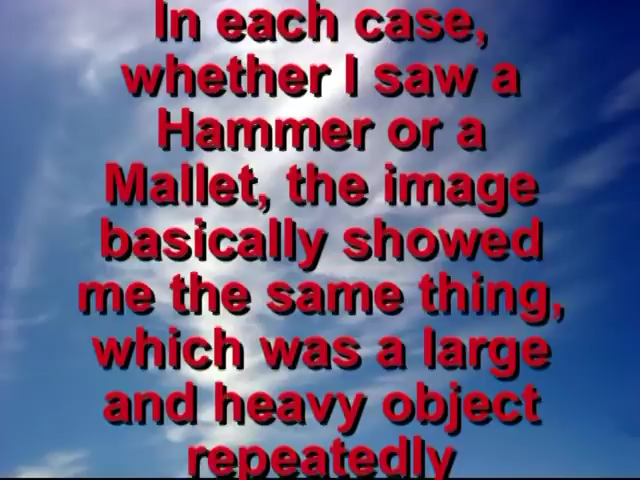 In each case,
whether I saw a
Hammer or a
Mallet, the image
basically showed
me the same thing,
which was a large
and heavy object
repeatedly